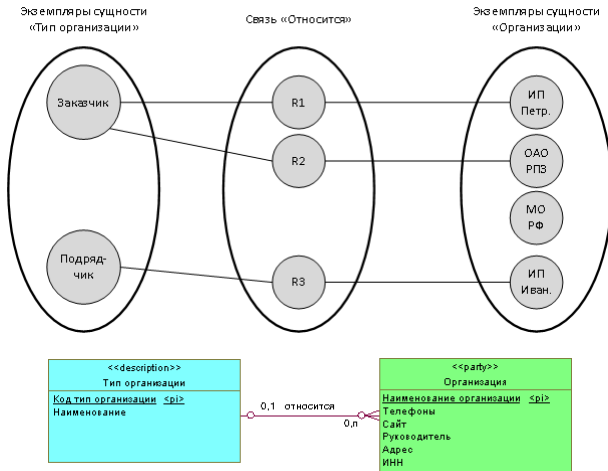 Экземпляры сущности
«Тип организации»
Связь «Относится»
Экземпляры сущности
«Организации»
Заказчик
R1
ИП
Петр.
R2
ОАО
РПЗ
МО
РФ
Подряд-
чик
R3
ИП
Иван.
<<description>>
Тип организации
Код тип организации <pi>
Наименование
0,1 относится
0,n
<<party>>
Организация
Наименование организации <pi>
Телефоны
Сайт
Руководитель
Адрес
ИНН